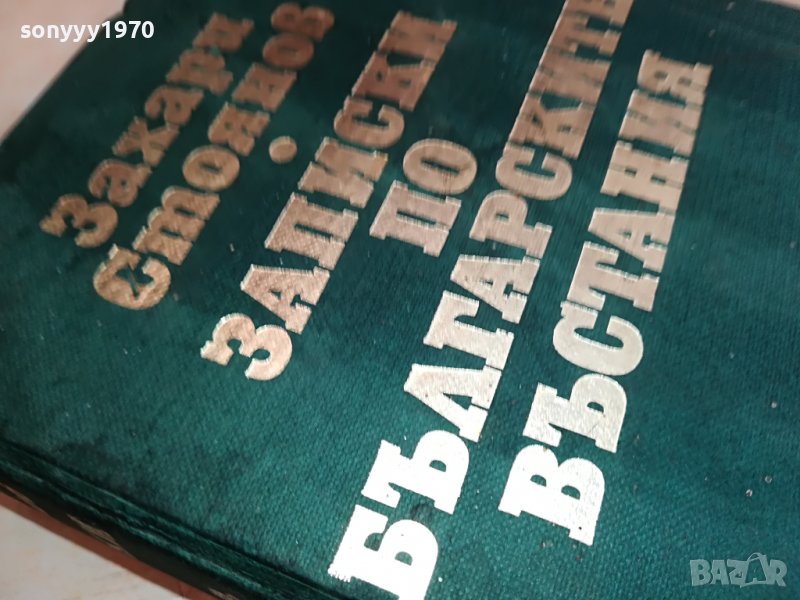 sonyyy1970
Захари
Стоянов
•
ЗАПИСКИ
ПО
БЪЛГАРСКИТЕ
ВЪСТАНИЯ
BAZAR